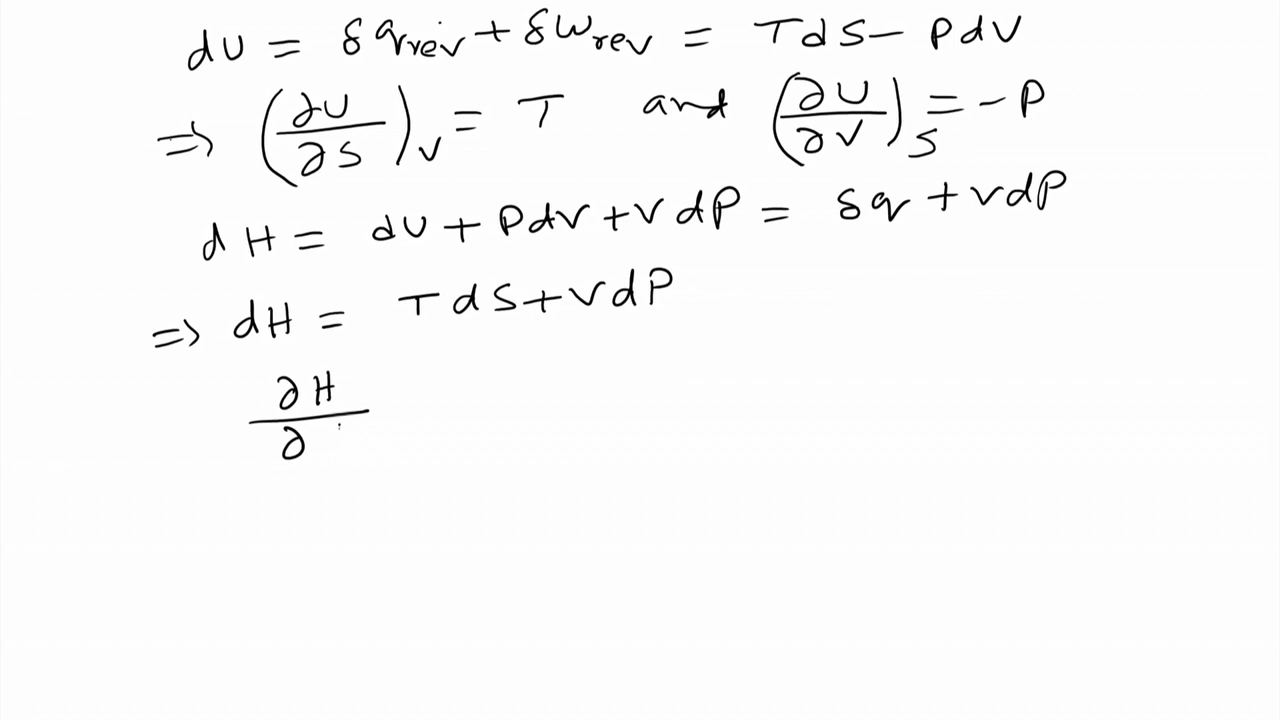 dU = δq_rev + δw_rev = TdS - PdV
=> (∂U/∂S)_V = T and (∂U/∂V)_S = -P
dH = dU + PdV + VdP = δq + VdP
=> dH = TdS + VdP
∂H/∂